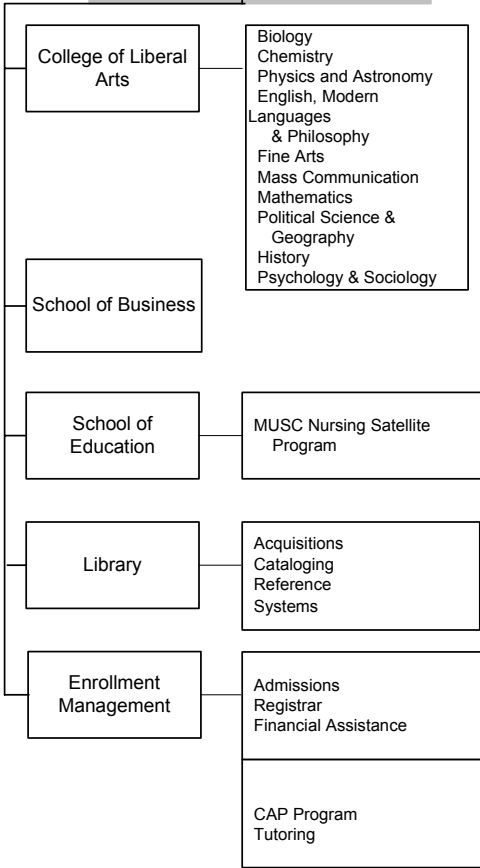 College of Liberal
Arts
Biology
Chemistry
Physics and Astronomy
English, Modern
Languages
& Philosophy
Fine Arts
Mass Communication
Mathematics
Political Science &
Geography
History
Psychology & Sociology
School of Business
School of
Education
MUSC Nursing Satellite
Program
Library
Acquisitions
Cataloging
Reference
Systems
Enrollment
Management
Admissions
Registrar
Financial Assistance
CAP Program
Tutoring